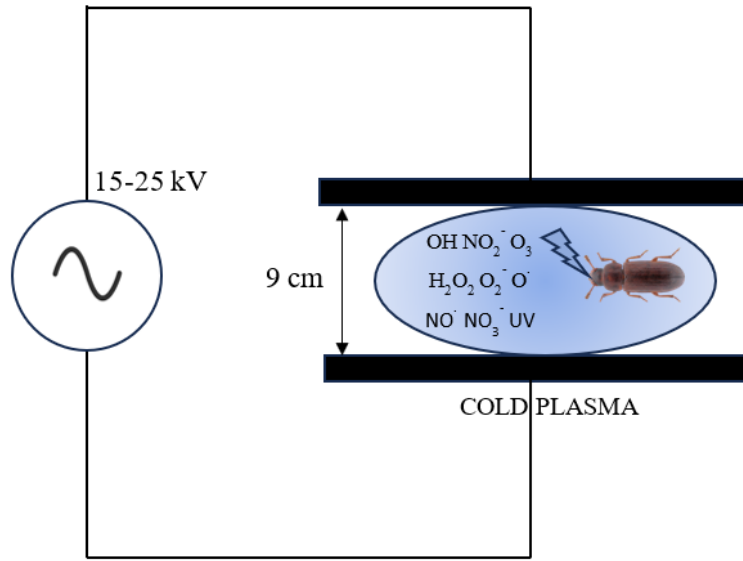 15-25 kV
9 cm
OH NO₂⁻ O₃
H₂O₂ O₂⁻ O˙
NO˙ NO₃⁻ UV
COLD PLASMA